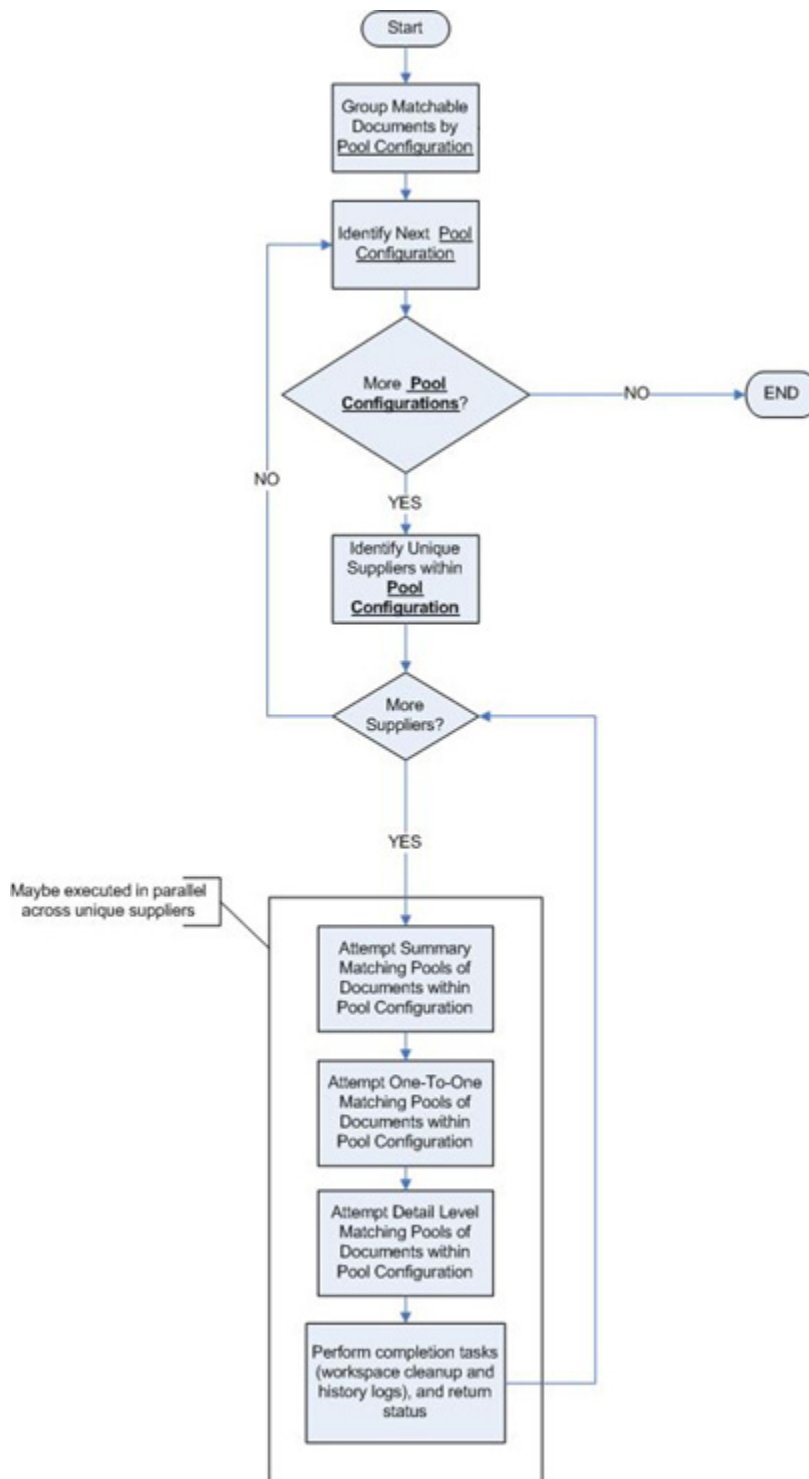 Start
Group Matchable
Documents by
Pool Configuration
Identify Next Pool
Configuration
More Pool
Configurations?
NO
END
NO
YES
Identify Unique
Suppliers within
Pool
Configuration
More
Suppliers?
YES
Maybe executed in parallel
across unique suppliers
Attempt Summary
Matching Pools of
Documents within
Pool Configuration
Attempt One-To-One
Matching Pools of
Documents within
Pool Configuration
Attempt Detail Level
Matching Pools of
Documents within
Pool Configuration
Perform completion tasks
(workspace cleanup and
history logs), and return
status